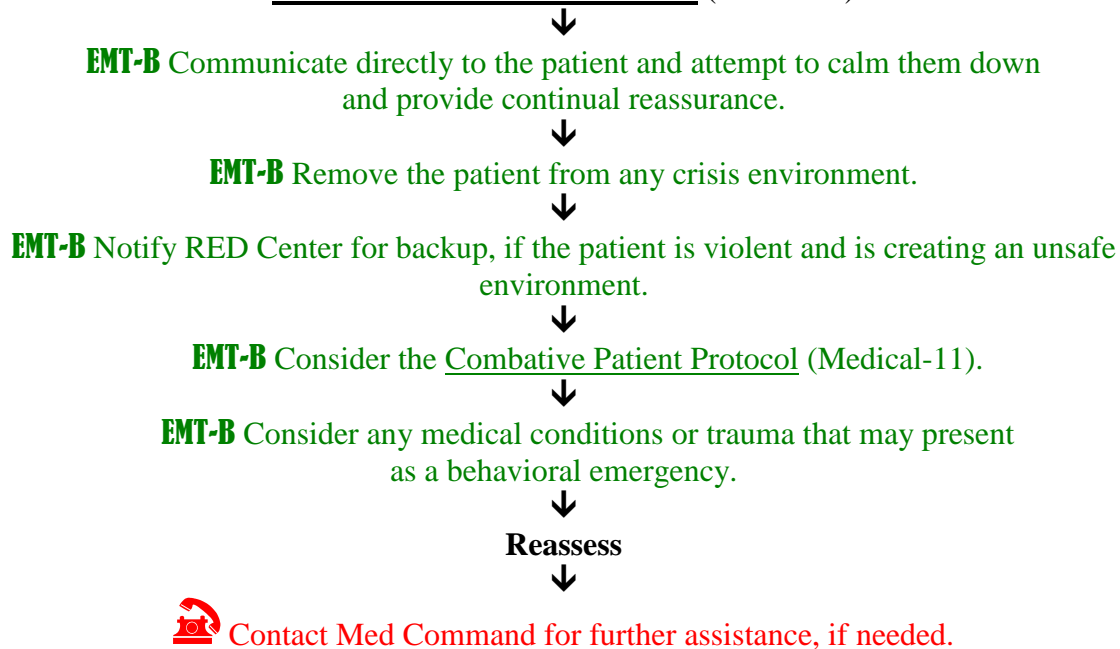 EMT-B Communicate directly to the patient and attempt to calm them down
and provide continual reassurance.
EMT-B Remove the patient from any crisis environment.
EMT-B Notify RED Center for backup, if the patient is violent and is creating an unsafe
environment.
EMT-B Consider the Combative Patient Protocol (Medical-11).
EMT-B Consider any medical conditions or trauma that may present
as a behavioral emergency.
Reassess
Contact Med Command for further assistance, if needed.